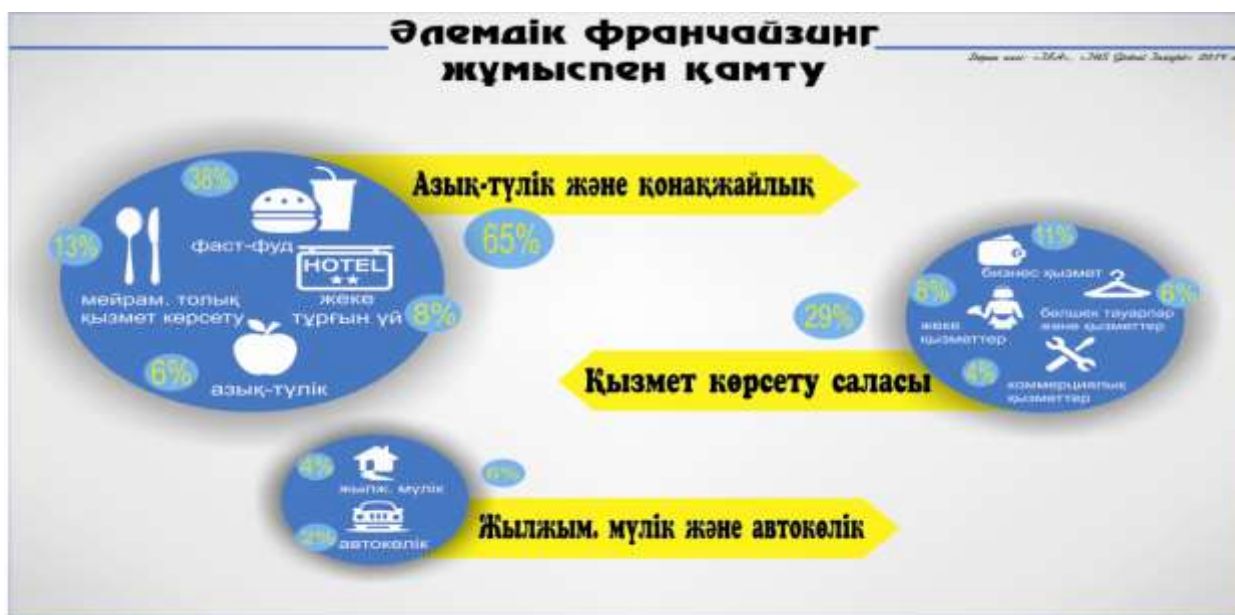 Әлемдік франчайзинг
жұмыспен қамту
Global 2014
Азық-түлік және қонақжайлық
38%
65%
13%
фаст-фуд
HOTEL
мейрам. толық
қызмет көрсету
жеке
тұрғын үй
8%
6%
азық-түлік
11%
бизнес қызмет
8%
6%
жеке
қызметтер
бөлшек тауарлар
және қызметтер
29%
4%
коммерциялық
қызметтер
Қызмет көрсету саласы
4%
6%
жылж. мүлік
2%
автокөлік
Жылжым. мүлік және автокөлік